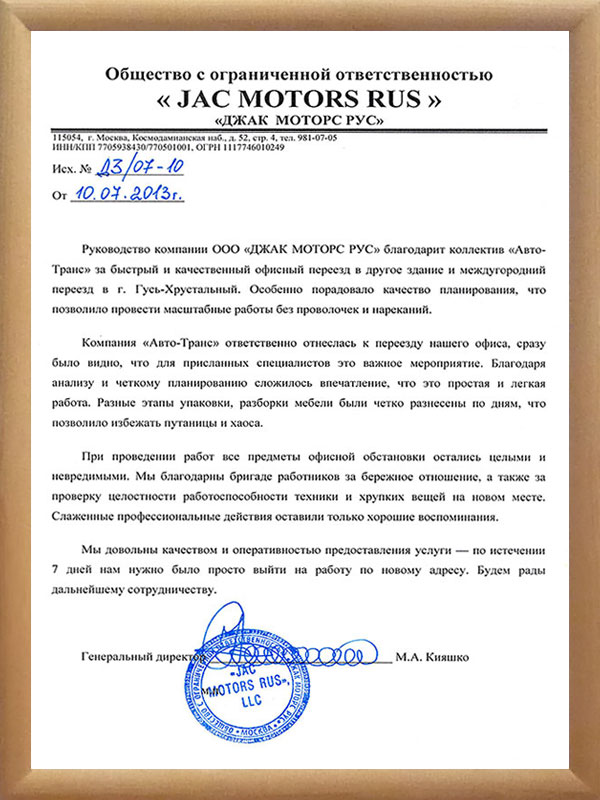 Общество с ограниченной ответственностью
« JAC MOTORS RUS »
«ДЖАК МОТОРС РУС»
115054, г. Москва, Космодамианская наб., д. 52, стр. 4, тел. 981-07-05
ИНН/КПП 7705938430/770501001, ОГРН 1117746010249
Исх. № ДЗ/07-10
От 10.07.2013г.
Руководство компании ООО «ДЖАК МОТОРС РУС» благодарит коллектив «Авто-
Транс» за быстрый и качественный офисный переезд в другое здание и междугородний
переезд в г. Гусь-Хрустальный. Особенно порадовало качество планирования, что
позволило провести масштабные работы без проволочек и нареканий.
Компания «Авто-Транс» ответственно отнеслась к переезду нашего офиса, сразу
было видно, что для присланных специалистов это важное мероприятие. Благодаря
анализу и четкому планированию сложилось впечатление, что это простая и легкая
работа. Разные этапы упаковки, разборки мебели были четко разнесены по дням, что
позволило избежать путаницы и хаоса.
При проведении работ все предметы офисной обстановки остались целыми и
невредимыми. Мы благодарны бригаде работников за бережное отношение, а также за
проверку целостности работоспособности техники и хрупких вещей на новом месте.
Слаженные профессиональные действия оставили только хорошие воспоминания.
Мы довольны качеством и оперативностью предоставления услуги — по истечении
7 дней нам нужно было просто выйти на работу по новому адресу. Будем рады
дальнейшему сотрудничеству.
Генеральный директор М.А. Кияшко
«JAC
MOTORS RUS»,
LLC
МОСКВА